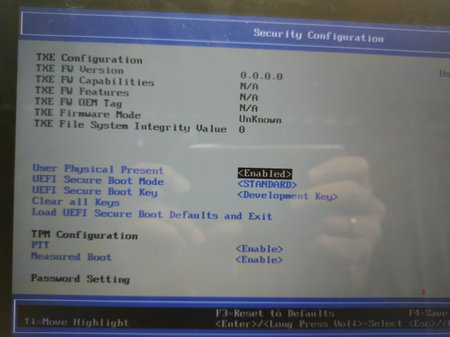 Security Configuration
TXE Configuration
TXE FW Version 0.0.0.0
TXE FW Capabilities N/A
TXE FW Features N/A
TXE FW OEM Tag N/A
TXE Firmware Mode UnKnown
TXE File System Integrity Value 0
User Physical Present <Enabled>
UEFI Secure Boot Mode <STANDARD>
UEFI Secure Boot Key <Development Key>
Clear all Keys
Load UEFI Secure Boot Defaults and Exit
TPM Configuration
PTT <Enable>
Measured Boot <Enable>
Password Setting
F3=Reset to Defaults F4=Save
↑↓=Move Highlight <Enter>/<Long Press Vol↓>=Select <Esc>/